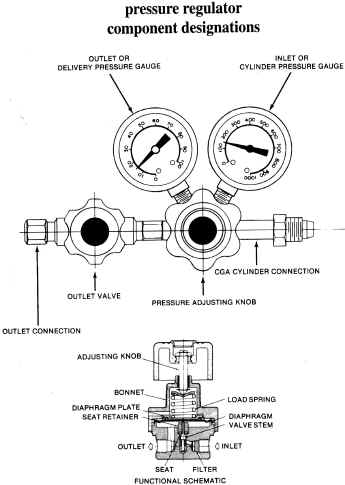 pressure regulator
component designations
OUTLET OR
DELIVERY PRESSURE GAUGE
INLET OR
CYLINDER PRESSURE GAUGE
CGA CYLINDER CONNECTION
OUTLET VALVE
PRESSURE ADJUSTING KNOB
OUTLET CONNECTION
ADJUSTING KNOB
BONNET
LOAD SPRING
DIAPHRAGM PLATE
DIAPHRAGM
SEAT RETAINER
VALVE STEM
OUTLET
INLET
SEAT
FILTER
FUNCTIONAL SCHEMATIC